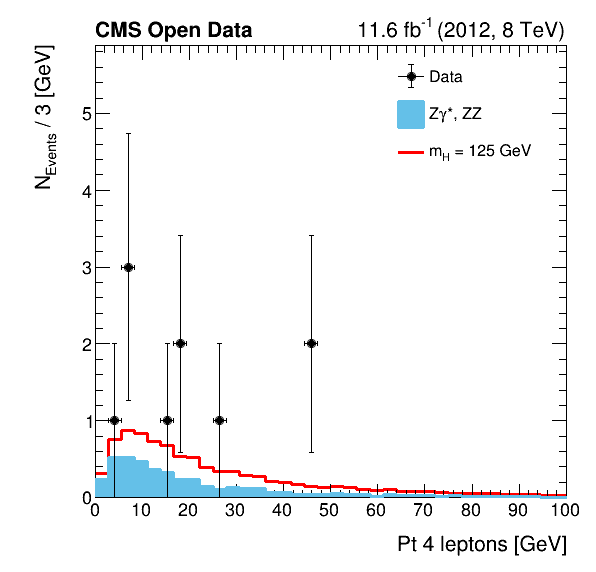 CMS Open Data
11.6 fb-1 (2012, 8 TeV)
NEvents / 3 [GeV]
Data
Zγ*, ZZ
mH = 125 GeV
5
4
3
2
1
0
0 10 20 30 40 50 60 70 80 90 100
Pt 4 leptons [GeV]